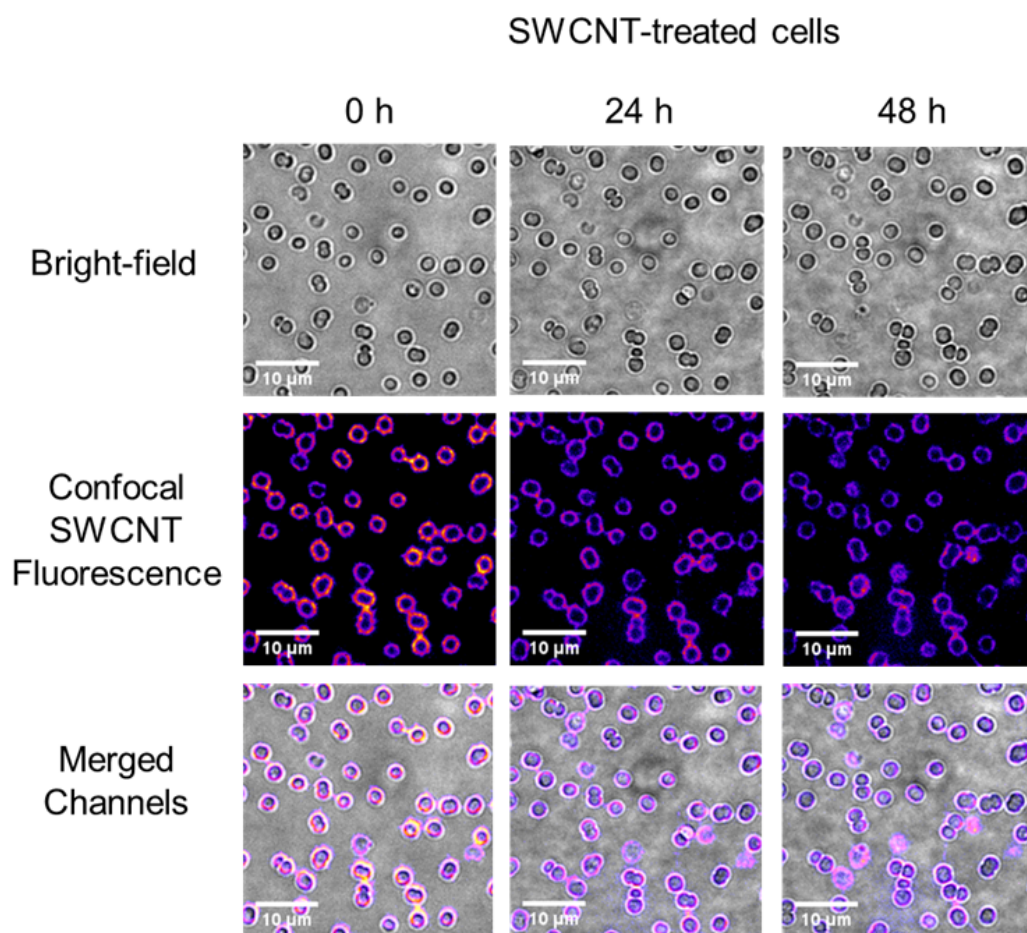 SWCNT-treated cells
0 h
24 h
48 h
Bright-field
10 µm
10 µm
10 µm
Confocal
SWCNT
Fluorescence
10 µm
10 µm
10 µm
Merged
Channels
10 µm
10 µm
10 µm